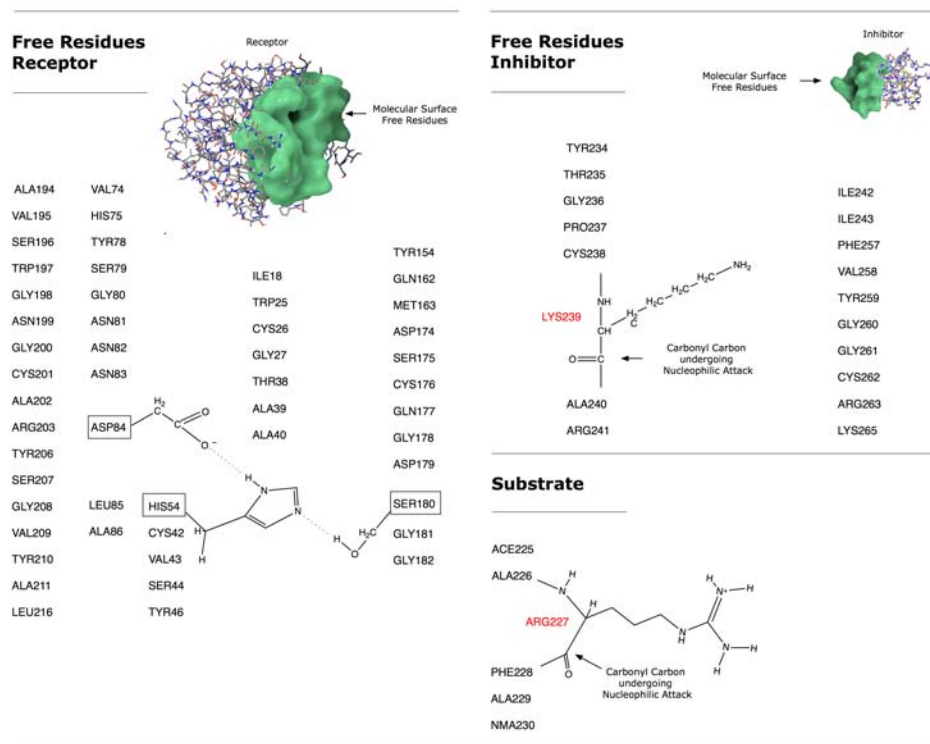 Free Residues
Receptor
Receptor
Molecular Surface
Free Residues
ALA194
VAL195
SER196
TRP197
GLY198
ASN199
GLY200
CYS201
ALA202
ARG203
TYR206
SER207
GLY208
VAL209
TYR210
ALA211
LEU216
VAL74
HIS75
TYR78
SER79
GLY80
ASN81
ASN82
ASN83
ASP84
H2
C
C
O
O-
LEU85
ALA86
ILE18
TRP25
CYS26
GLY27
THR38
ALA39
ALA40
HIS54
H
N
N
H
H
CYS42
VAL43
SER44
TYR46
TYR154
GLN162
MET163
ASP174
SER175
CYS176
GLN177
GLY178
ASP179
SER180
H2C
H
O
GLY181
GLY182
Free Residues
Inhibitor
Inhibitor
Molecular Surface
Free Residues
TYR234
THR235
GLY236
PRO237
CYS238
NH
LYS239
CH
H2
C
H2C
C
H2C
C
NH2
O
C
Carbonyl Carbon
undergoing
Nucleophilic Attack
ALA240
ARG241
ILE242
ILE243
PHE257
VAL258
TYR259
GLY260
GLY261
CYS262
ARG263
LYS265
Substrate
ACE225
ALA226
H
N
H
ARG227
N
H
H
N+
H
N
H
H
PHE228
O
Carbonyl Carbon
undergoing
Nucleophilic Attack
ALA229
NMA230